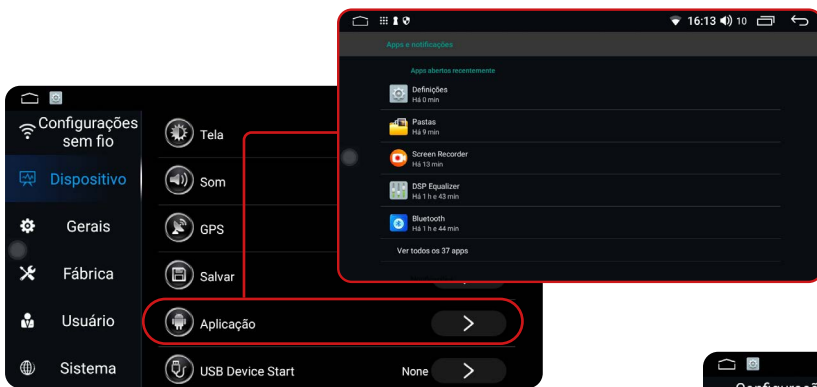 16:13 10
Apps e notificações
Apps abertos recentemente
Definições
Há 0 min
Pastas
Há 9 min
Screen Recorder
Há 13 min
DSP Equalizer
Há 1 h e 43 min
Bluetooth
Há 1 h e 44 min
Ver todos os 37 apps
Configurações
sem fio
Dispositivo
Gerais
Fábrica
Usuário
Sistema
Tela
Som
GPS
Salvar
Aplicação
USB Device Start None